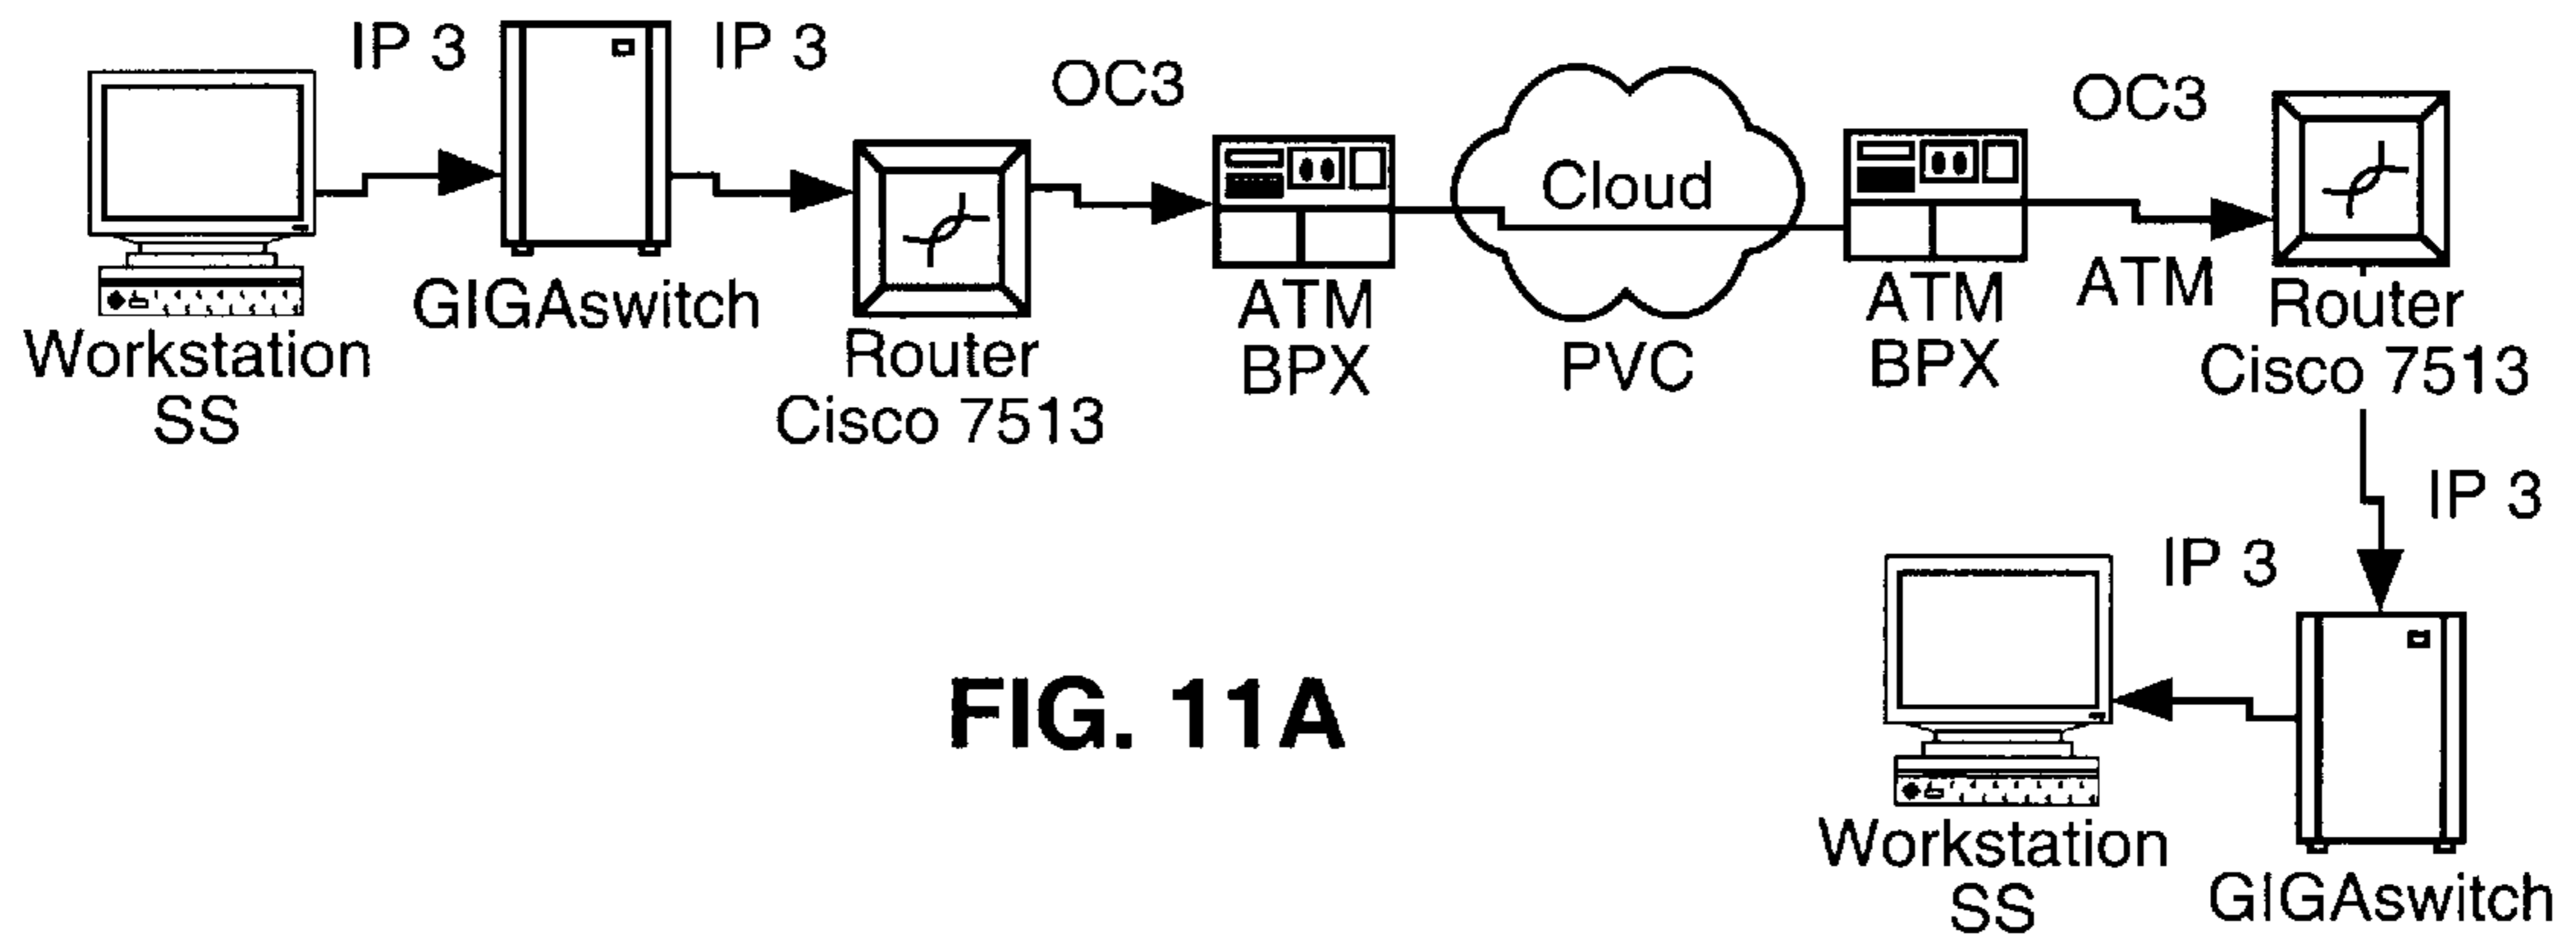 IP 3
IP 3
OC3
OC3
Cloud
GIGAswitch
Workstation
SS
Router
Cisco 7513
ATM
BPX
PVC
ATM
BPX
ATM
Router
Cisco 7513
IP 3
IP 3
FIG. 11A
Workstation
SS
GIGAswitch